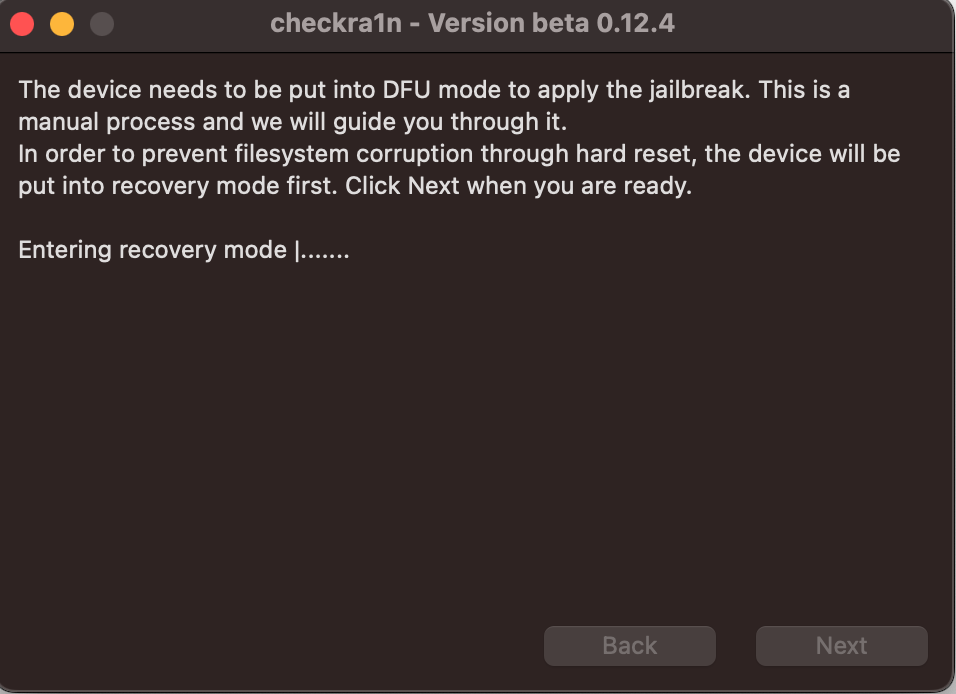 checkra1n - Version beta 0.12.4
The device needs to be put into DFU mode to apply the jailbreak. This is a
manual process and we will guide you through it.
In order to prevent filesystem corruption through hard reset, the device will be
put into recovery mode first. Click Next when you are ready.
Entering recovery mode |.......
Back
Next